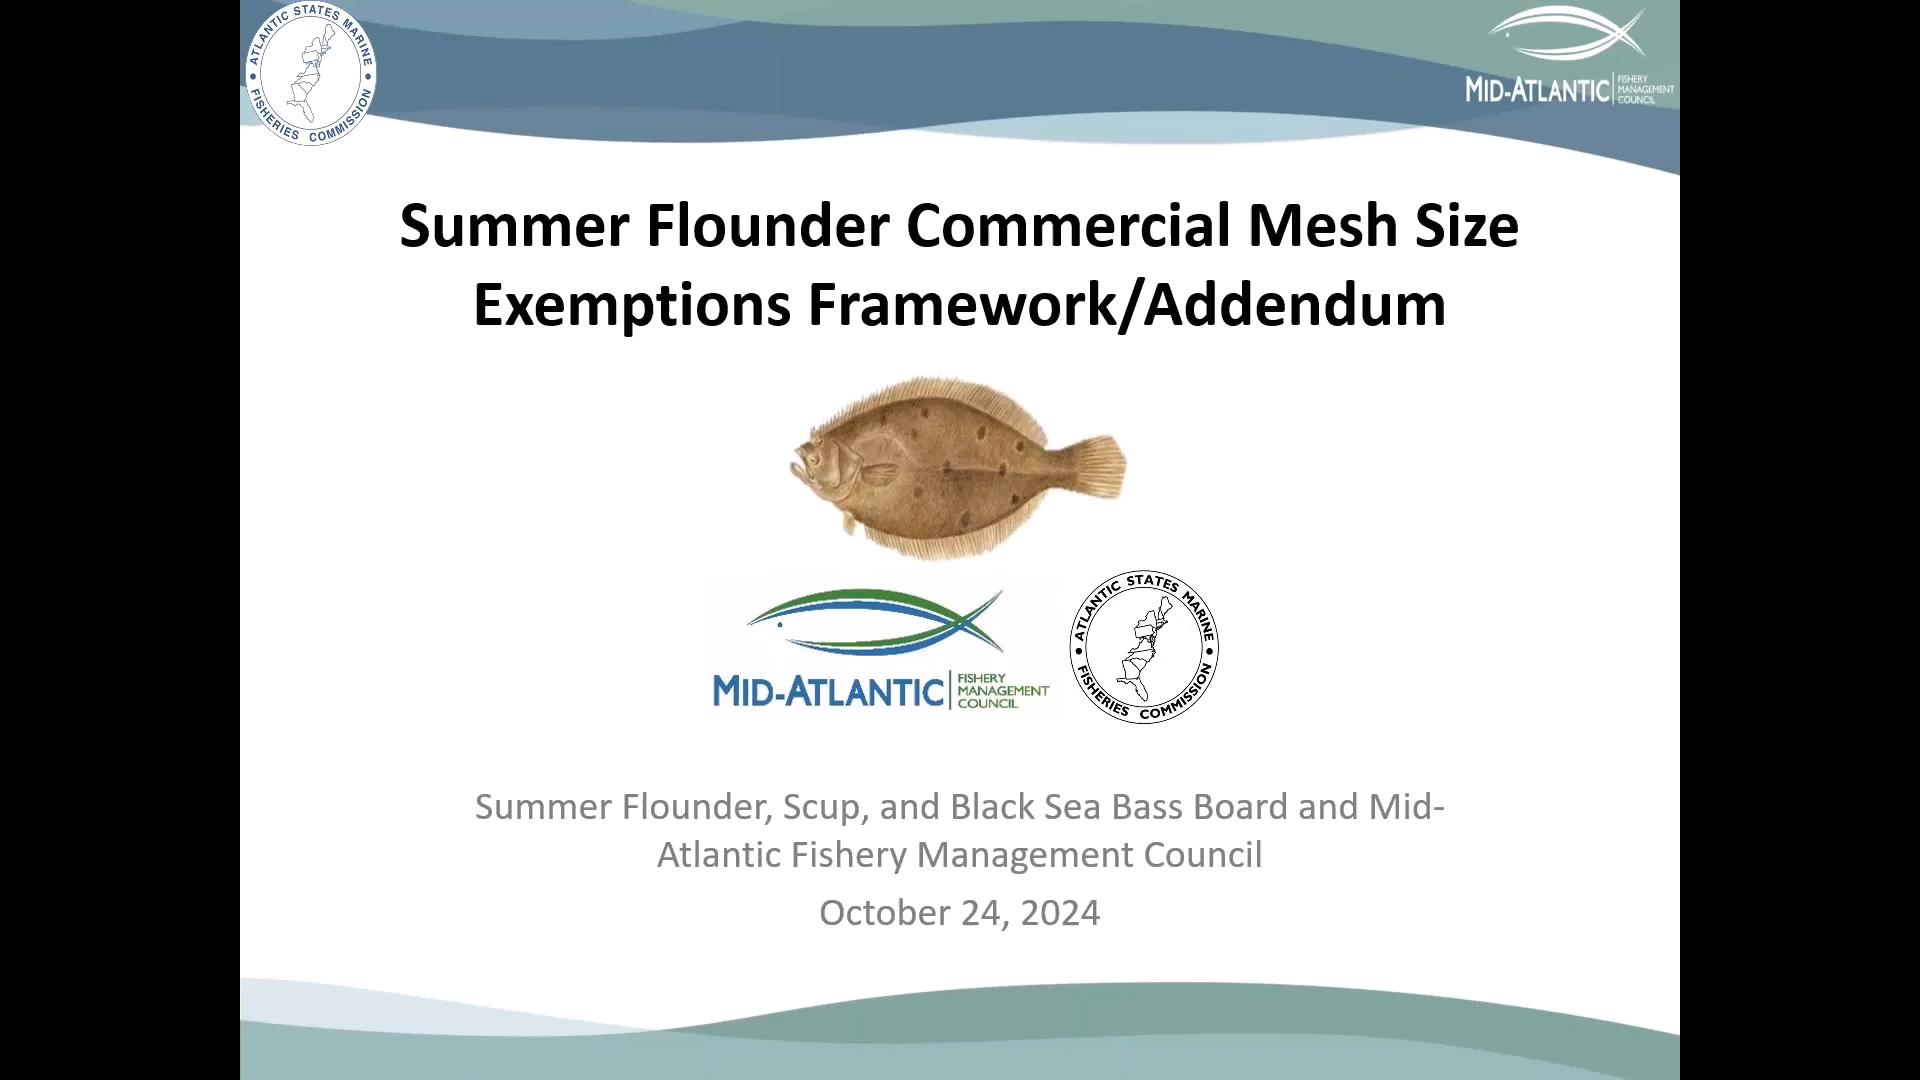 ATLANTIC STATES MARINE
FISHERIES COMMISSION
MID-ATLANTIC
FISHERY
MANAGEMENT
COUNCIL
Summer Flounder Commercial Mesh Size
Exemptions Framework/Addendum
MID-ATLANTIC
FISHERY
MANAGEMENT
COUNCIL
ATLANTIC STATES MARINE
FISHERIES COMMISSION
Summer Flounder, Scup, and Black Sea Bass Board and Mid-
Atlantic Fishery Management Council
October 24, 2024